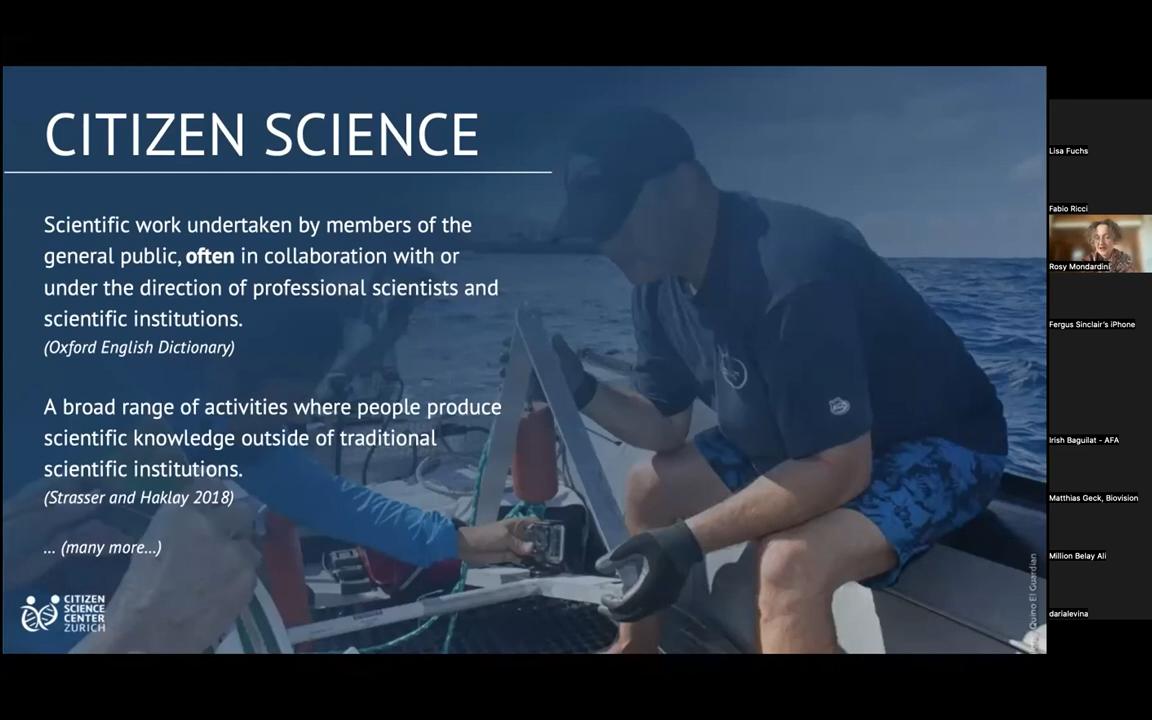 CITIZEN SCIENCE
Scientific work undertaken by members of the
general public, often in collaboration with or
under the direction of professional scientists and
scientific institutions.
(Oxford English Dictionary)
A broad range of activities where people produce
scientific knowledge outside of traditional
scientific institutions.
(Strasser and Haklay 2018)
... (many more...)
CITIZEN
SCIENCE
CENTER
ZURICH
Quino El Guardian
Lisa Fuchs
Fabio Ricci
Rosy Mondardini
Fergus Sinclair's iPhone
Irish Baguilat - AFA
Matthias Geck, Biovision
Million Belay Ali
darialevina